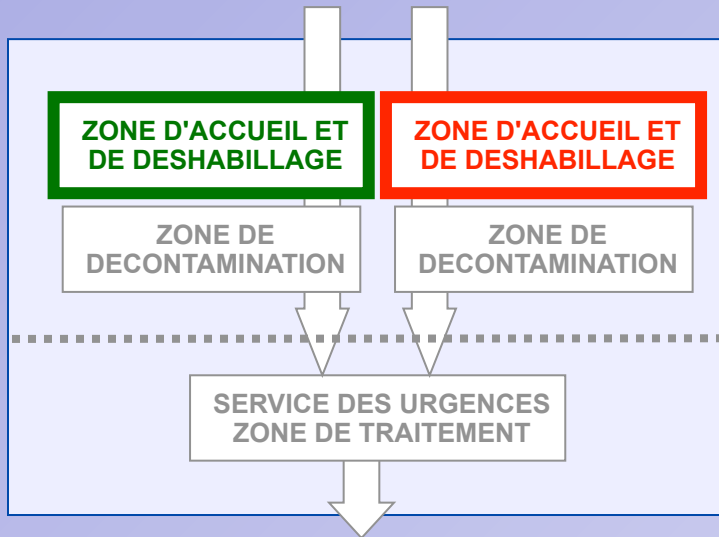 ZONE D'ACCUEIL ET
DE DESHABILLAGE
ZONE D'ACCUEIL ET
DE DESHABILLAGE
ZONE DE
DECONTAMINATION
ZONE DE
DECONTAMINATION
SERVICE DES URGENCES
ZONE DE TRAITEMENT